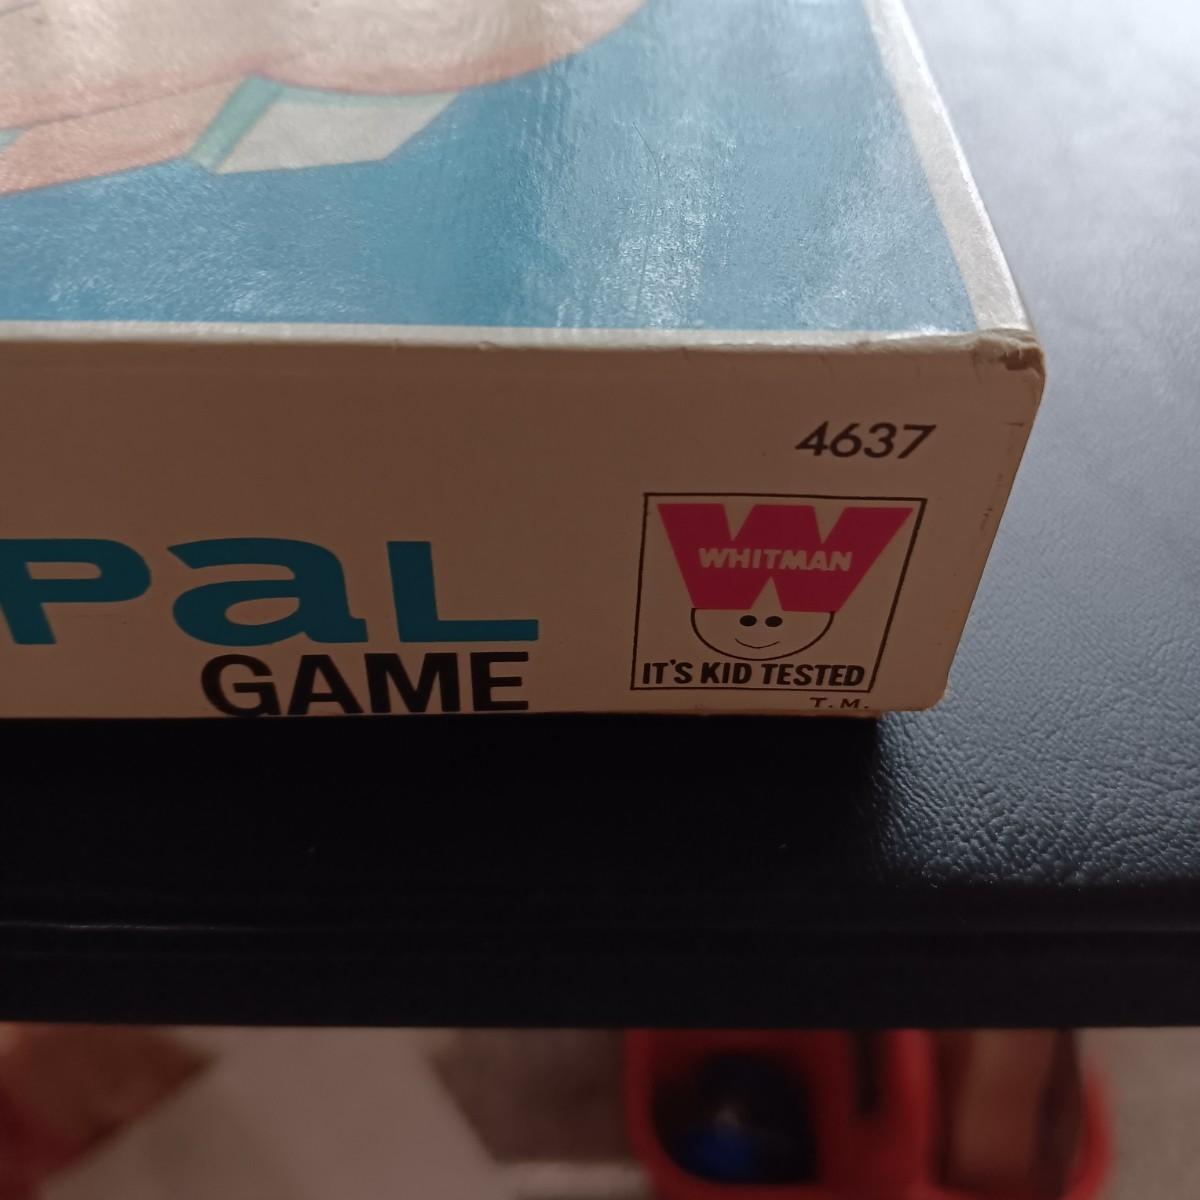 4637
PaL
GAME
WHITMAN
IT'S KID TESTED
T.M.